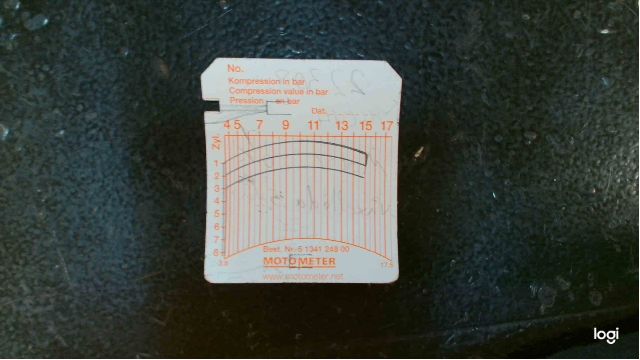 No.
Kompression in bar
Compression value in bar
Pression en bar
Dat.
4 5 7 9 11 13 15 17
Zyl.
1
2
3
4
5
6
7
8
3.5 17.5
Best. Nr. 5 1341 248 00
MOTOMETER
www.motometer.net
logi